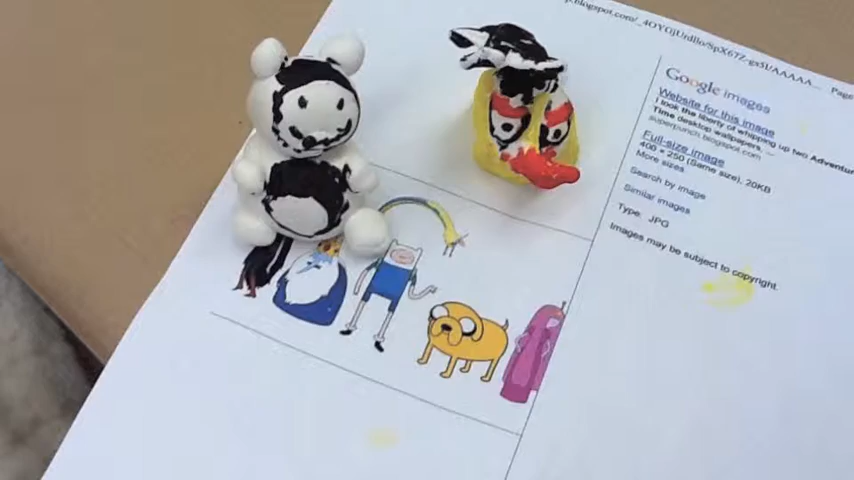 p.blogspot.com/_4OYGjUrdIlo/SpX67Z-gs5I/AAAAA... Page
Google images
Website for this image
I took the liberty of whipping up two Adventure
Time desktop wallpapers, ...
superpunch.blogspot.com
Full-size image
400 × 250 (Same size), 20KB
More sizes
Search by image
Similar images
Type: JPG
Images may be subject to copyright.